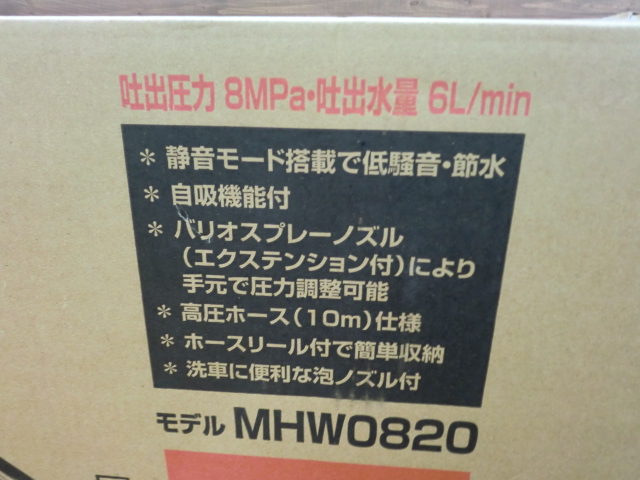 吐出圧力 8MPa・吐出水量 6L/min
* 静音モード搭載で低騒音・節水
* 自吸機能付
* バリオスプレーノズル
(エクステンション付)により
手元で圧力調整可能
* 高圧ホース(10m)仕様
* ホースリール付で簡単収納
* 洗車に便利な泡ノズル付
モデル MHW0820